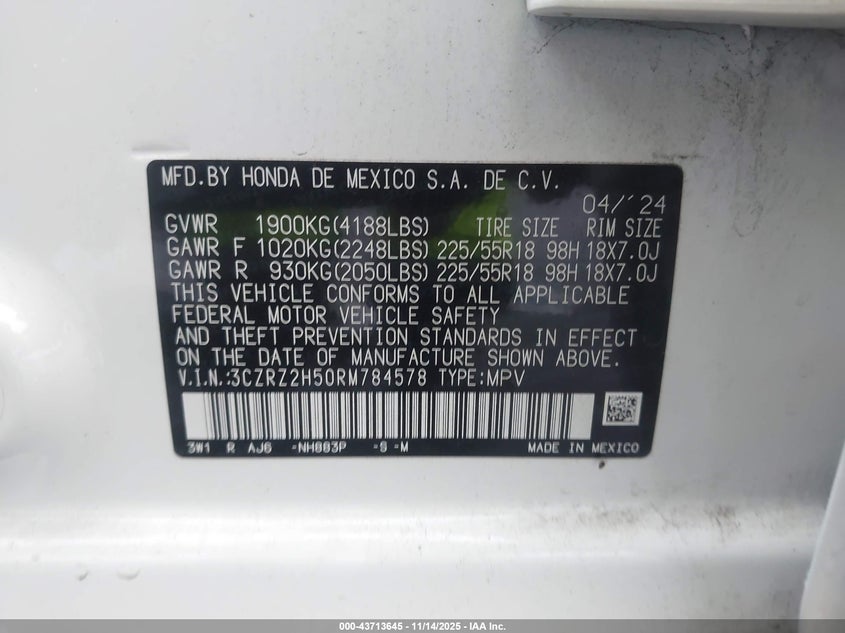 MFD.BY HONDA DE MEXICO S.A. DE C.V.
04/'24
GVWR 1900KG(4188LBS) TIRE SIZE RIM SIZE
GAWR F 1020KG(2248LBS) 225/55R18 98H 18X7.0J
GAWR R 930KG(2050LBS) 225/55R18 98H 18X7.0J
THIS VEHICLE CONFORMS TO ALL APPLICABLE
FEDERAL MOTOR VEHICLE SAFETY
AND THEFT PREVENTION STANDARDS IN EFFECT
ON THE DATE OF MANUFACTURE SHOWN ABOVE.
V.I.N.:3CZRZ2H50RM784578 TYPE:MPV
3W1 R AJ6 -NH883P -S -M MADE IN MEXICO
000-43713645 - 11/14/2025 - IAA Inc.